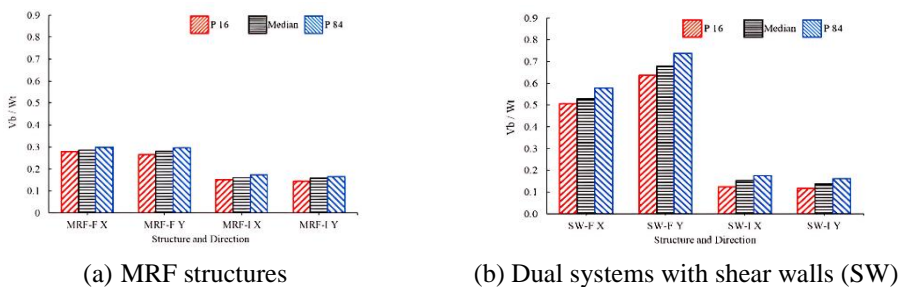 P 16 Median P 84
Vb / Wt
0.9
0.8
0.7
0.6
0.5
0.4
0.3
0.2
0.1
0
MRF-F X MRF-F Y MRF-I X MRF-I Y
Structure and Direction
(a) MRF structures
P 16 Median P 84
Vb / Wt
0.9
0.8
0.7
0.6
0.5
0.4
0.3
0.2
0.1
0.0
SW-F X SW-F Y SW-I X SW-I Y
Structure and Direction
(b) Dual systems with shear walls (SW)